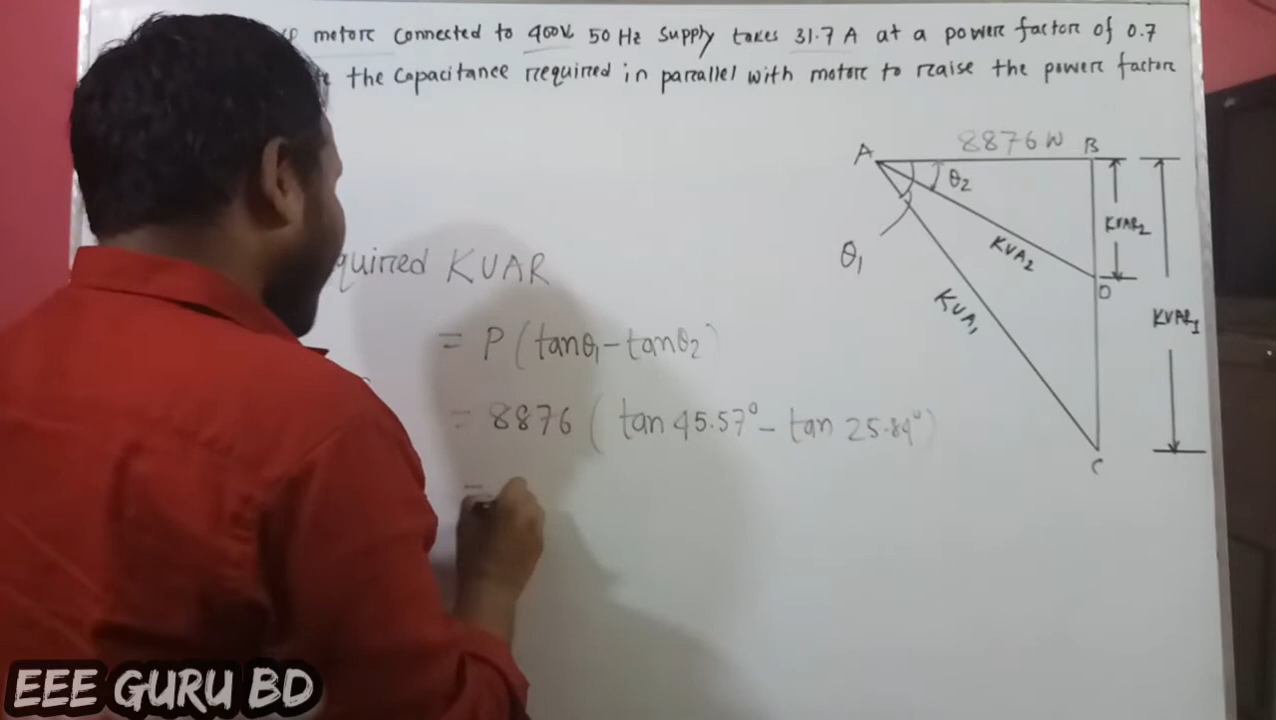 motor connected to 400V 50 Hz supply takes 31.7 A at a power factor of 0.7
the Capacitance required in parallel with motor to raise the power factor
8876 W
A B
θ2
KVAR2
θ1
KVA2
D
KVA1
KVAR1
C
quired KVAR
= P (tanθ1 - tanθ2)
= 8876 ( tan 45.57° - tan 25.84°)
=
EEE GURU BD